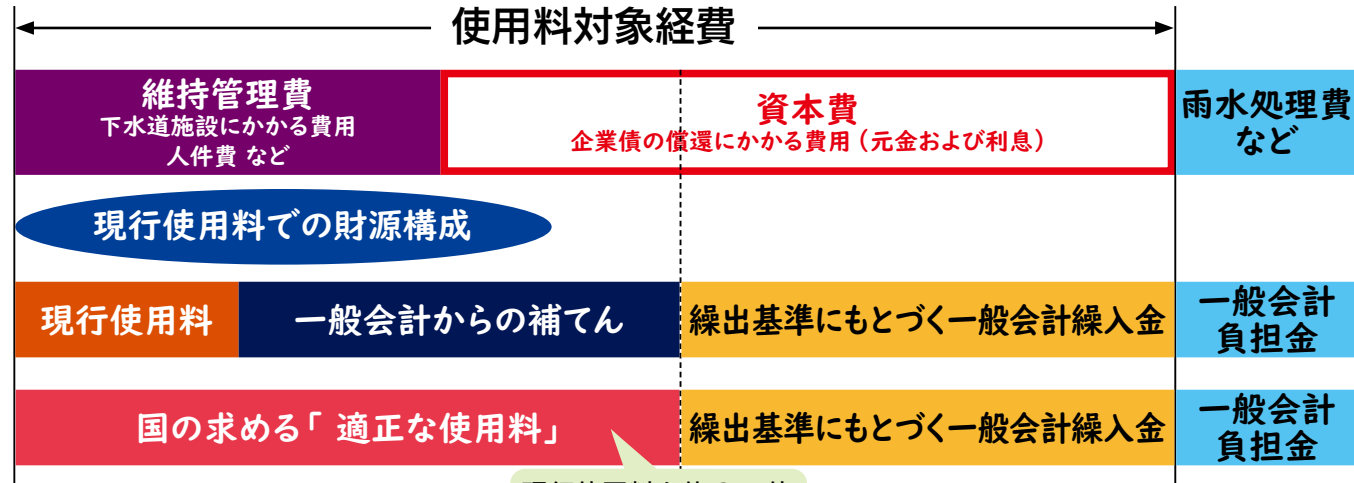 使用料対象経費
維持管理費
下水道施設にかかる費用
人件費 など
資本費
企業債の償還にかかる費用（元金および利息）
雨水処理費
など
現行使用料での財源構成
現行使用料
一般会計からの補てん
繰出基準にもとづく一般会計繰入金
一般会計
負担金
国の求める「 適正な使用料」
繰出基準にもとづく一般会計繰入金
一般会計
負担金